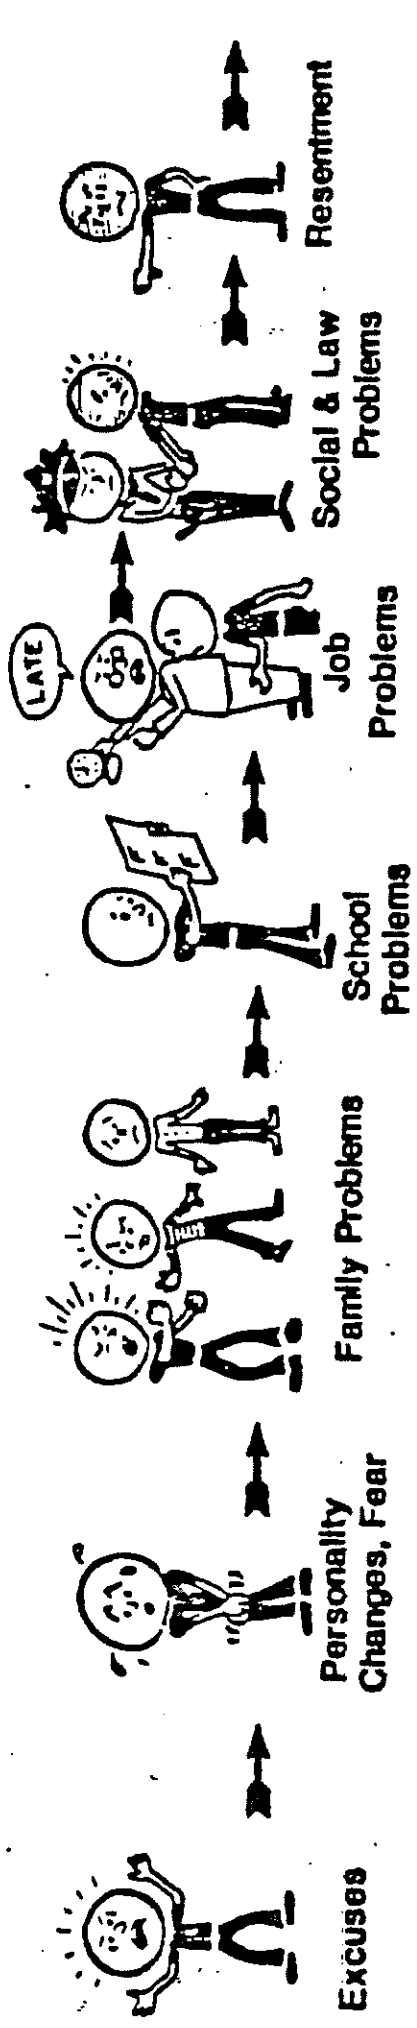 Excuses
Personality
Changes, Fear
Family Problems
School
Problems
F F
F F
LATE
Job
Problems
Social & Law
Problems
Resentment